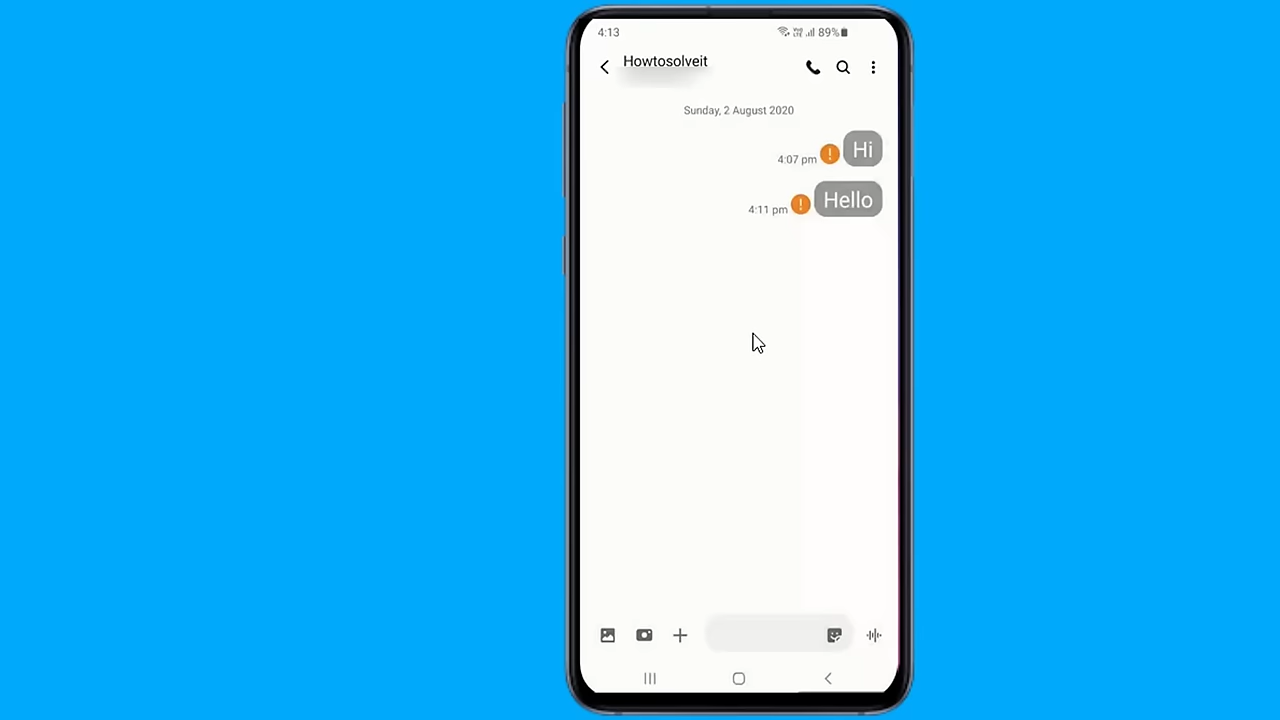 4:13
89%
Howtosolveit
Sunday, 2 August 2020
4:07 pm ! Hi
4:11 pm ! Hello